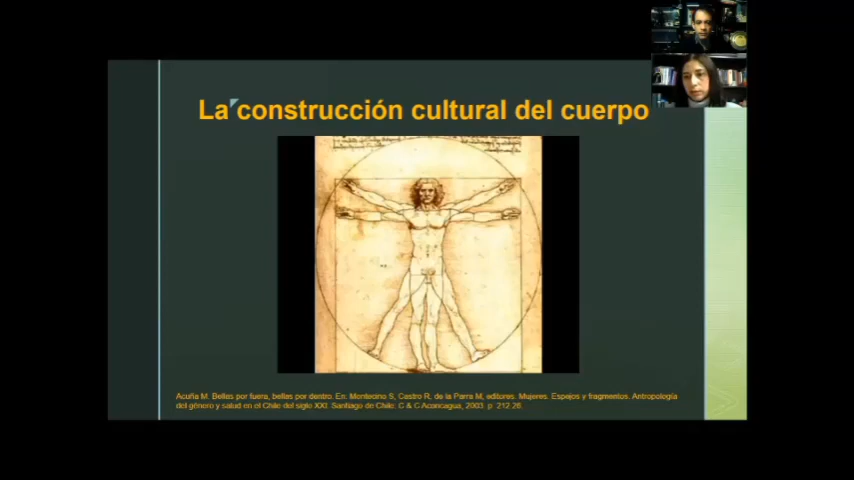 La construcción cultural del cuerpo
Acuña M. Bellas por fuera, bellas por dentro. En: Montecino S, Castro R, de la Parra M, editores. Mujeres. Espejos y fragmentos. Antropología
del género y salud en el Chile del siglo XXI. Santiago de Chile: C & C Aconcagua, 2003. p. 212.26.